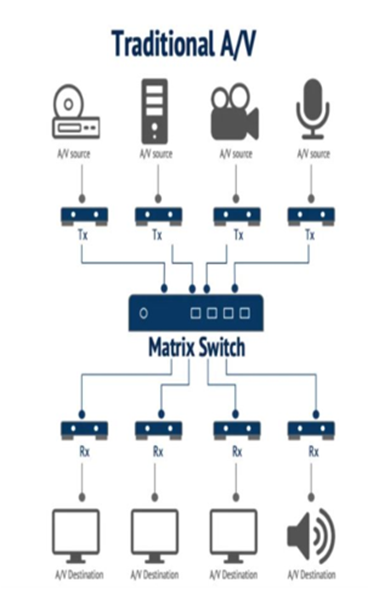 Traditional A/V
A/V source A/V source A/V source A/V source
Tx Tx Tx Tx
Matrix Switch
Rx Rx Rx Rx
A/V Destination A/V Destination A/V Destination A/V Destination